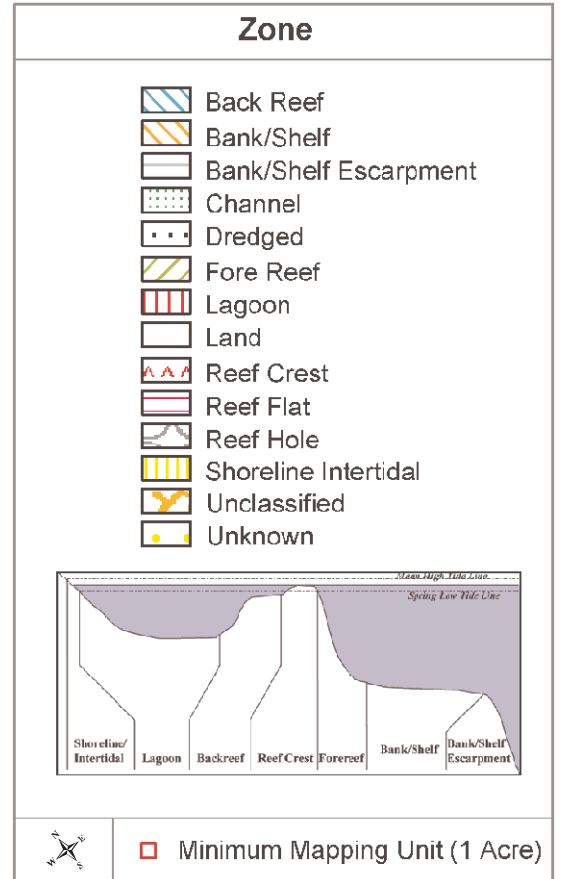 Zone
Back Reef
Bank/Shelf
Bank/Shelf Escarpment
Channel
Dredged
Fore Reef
Lagoon
Land
Reef Crest
Reef Flat
Reef Hole
Shoreline Intertidal
Unclassified
Unknown
Mean High Tide Line
Spring Low Tide Line
Shoreline/
Intertidal
Lagoon
Backreef
Reef Crest
Forereef
Bank/Shelf
Bank/Shelf
Escarpment
N
E
W
S
Minimum Mapping Unit (1 Acre)